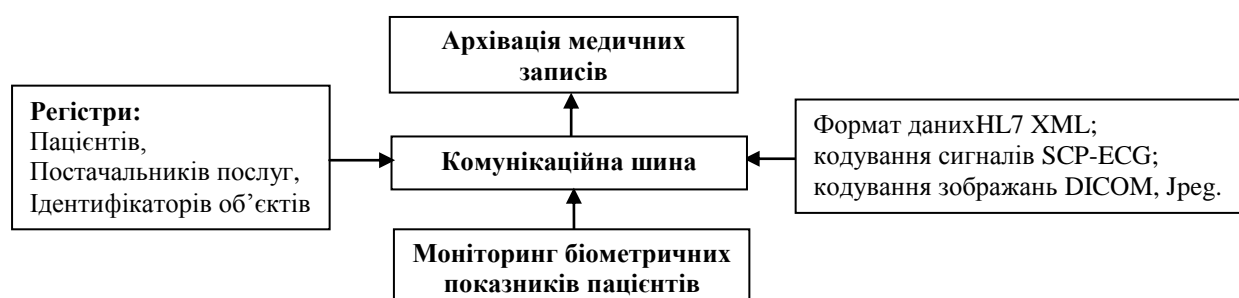 Архівація медичних
записів
Регістри:
Пацієнтів,
Постачальників послуг,
Ідентифікаторів об’єктів
Комунікаційна шина
Формат данихHL7 XML;
кодування сигналів SCP-ECG;
кодування зображань DICOM, Jpeg.
Моніторинг біометричних
показників пацієнтів